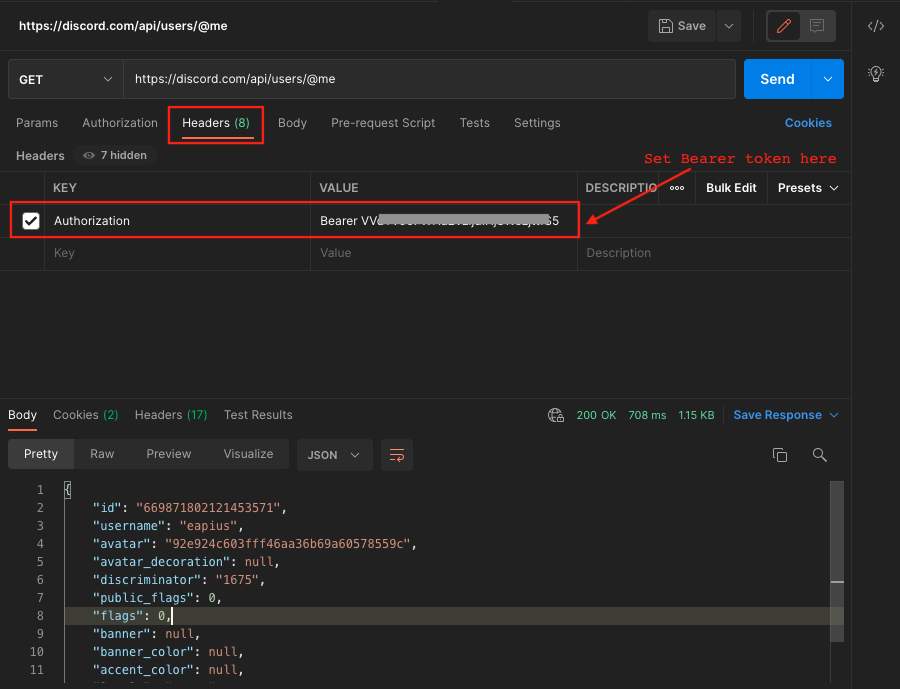 https://discord.com/api/users/@me
Save
GET https://discord.com/api/users/@me Send
Params Authorization Headers (8) Body Pre-request Script Tests Settings Cookies
Headers 7 hidden
Set Bearer token here
KEY VALUE DESCRIPTIO ooo Bulk Edit Presets
Authorization Bearer
Key Value Description
Body Cookies (2) Headers (17) Test Results 200 OK 708 ms 1.15 KB Save Response
Pretty Raw Preview Visualize JSON
1 {
2 "id": "669871802121453571",
3 "username": "eapius",
4 "avatar": "92e924c603fff46aa36b69a60578559c",
5 "avatar_decoration": null,
6 "discriminator": "1675",
7 "public_flags": 0,
8 "flags": 0,
9 "banner": null,
10 "banner_color": null,
11 "accent_color": null,